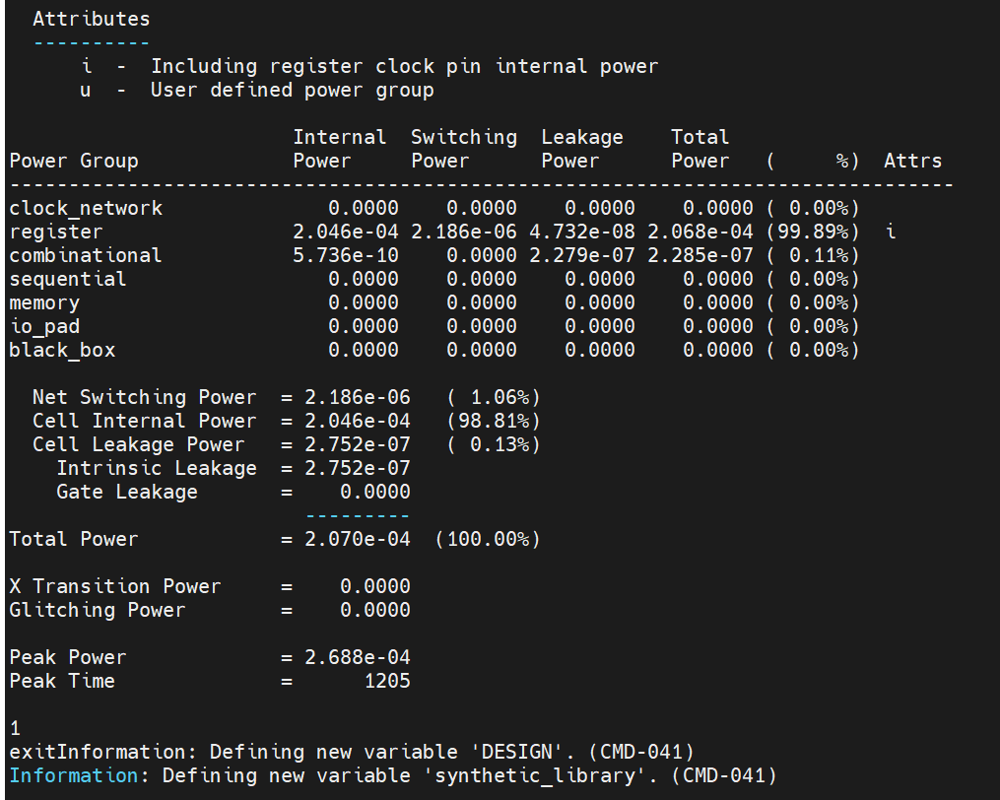 Attributes
----------
i - Including register clock pin internal power
u - User defined power group
Internal Switching Leakage Total
Power Group Power Power Power Power ( %) Attrs
--------------------------------------------------------------------------------
clock_network 0.0000 0.0000 0.0000 0.0000 ( 0.00%)
register 2.046e-04 2.186e-06 4.732e-08 2.068e-04 (99.89%) i
combinational 5.736e-10 0.0000 2.279e-07 2.285e-07 ( 0.11%)
sequential 0.0000 0.0000 0.0000 0.0000 ( 0.00%)
memory 0.0000 0.0000 0.0000 0.0000 ( 0.00%)
io_pad 0.0000 0.0000 0.0000 0.0000 ( 0.00%)
black_box 0.0000 0.0000 0.0000 0.0000 ( 0.00%)
Net Switching Power = 2.186e-06 ( 1.06%)
Cell Internal Power = 2.046e-04 (98.81%)
Cell Leakage Power = 2.752e-07 ( 0.13%)
Intrinsic Leakage = 2.752e-07
Gate Leakage = 0.0000
---------
Total Power = 2.070e-04 (100.00%)
X Transition Power = 0.0000
Glitching Power = 0.0000
Peak Power = 2.688e-04
Peak Time = 1205
1
exitInformation: Defining new variable 'DESIGN'. (CMD-041)
Information: Defining new variable 'synthetic_library'. (CMD-041)